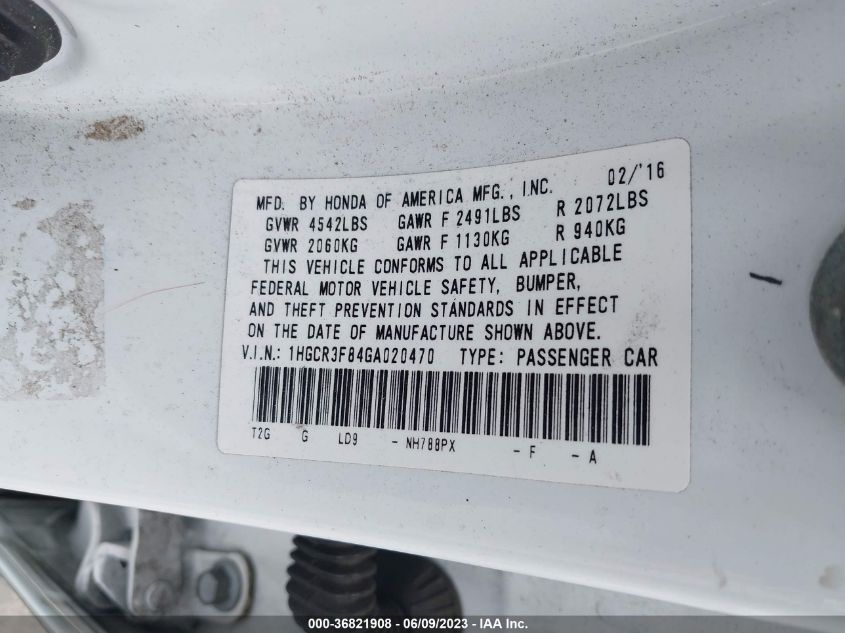 MFD. BY HONDA OF AMERICA MFG., INC. 02/'16
GVWR 4542LBS GAWR F 2491LBS R 2072LBS
GVWR 2060KG GAWR F 1130KG R 940KG
THIS VEHICLE CONFORMS TO ALL APPLICABLE
FEDERAL MOTOR VEHICLE SAFETY, BUMPER,
AND THEFT PREVENTION STANDARDS IN EFFECT
ON THE DATE OF MANUFACTURE SHOWN ABOVE.
V.I.N.: 1HGCR3F84GA020470 TYPE: PASSENGER CAR
T2G G LD9 - NH788PX - F - A
000-36821908 | 06/09/2023 | © IAA Inc.